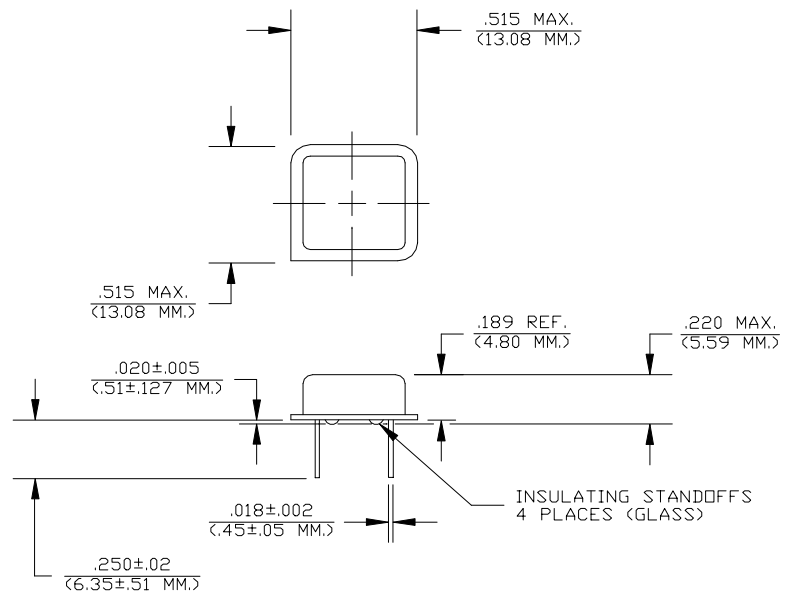 .515 MAX.
(13.08 MM.)
.515 MAX.
(13.08 MM.)
.189 REF.
(4.80 MM.)
.220 MAX.
(5.59 MM.)
.020±.005
(.51±.127 MM.)
.018±.002
(.45±.05 MM.)
INSULATING STANDOFFS
4 PLACES (GLASS)
.250±.02
(6.35±.51 MM.)